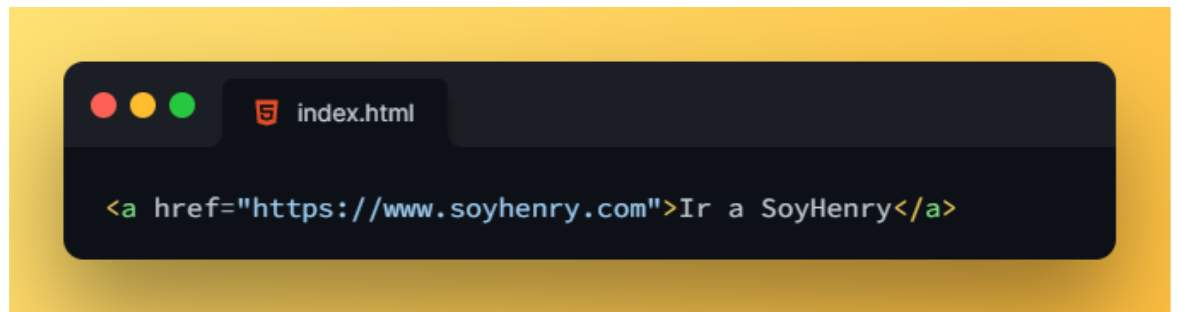 index.html
<a href="https://www.soyhenry.com">Ir a SoyHenry</a>